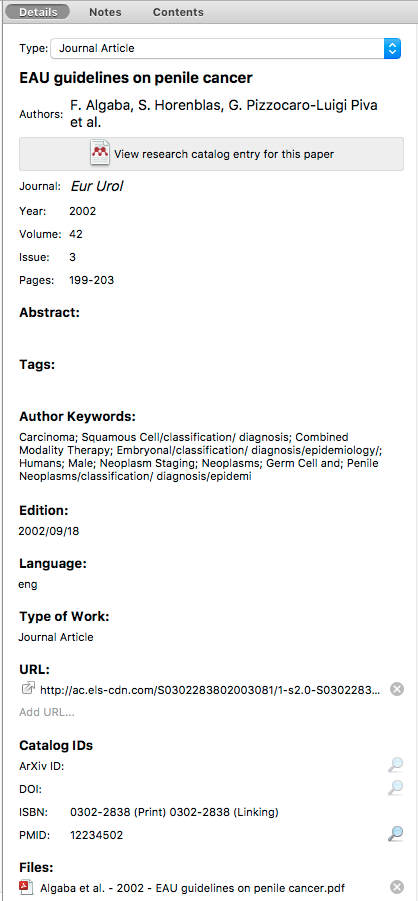 Details Notes Contents
Type: Journal Article
EAU guidelines on penile cancer
Authors: F. Algaba, S. Horenblas, G. Pizzocaro-Luigi Piva
et al.
View research catalog entry for this paper
Journal: Eur Urol
Year: 2002
Volume: 42
Issue: 3
Pages: 199-203
Abstract:
Tags:
Author Keywords:
Carcinoma; Squamous Cell/classification/ diagnosis; Combined
Modality Therapy; Embryonal/classification/ diagnosis/epidemiology/;
Humans; Male; Neoplasm Staging; Neoplasms; Germ Cell and; Penile
Neoplasms/classification/ diagnosis/epidemi
Edition:
2002/09/18
Language:
eng
Type of Work:
Journal Article
URL:
http://ac.els-cdn.com/S0302283802003081/1-s2.0-S0302283...
Add URL...
Catalog IDs
ArXiv ID:
DOI:
ISBN: 0302-2838 (Print) 0302-2838 (Linking)
PMID: 12234502
Files:
Algaba et al. - 2002 - EAU guidelines on penile cancer.pdf